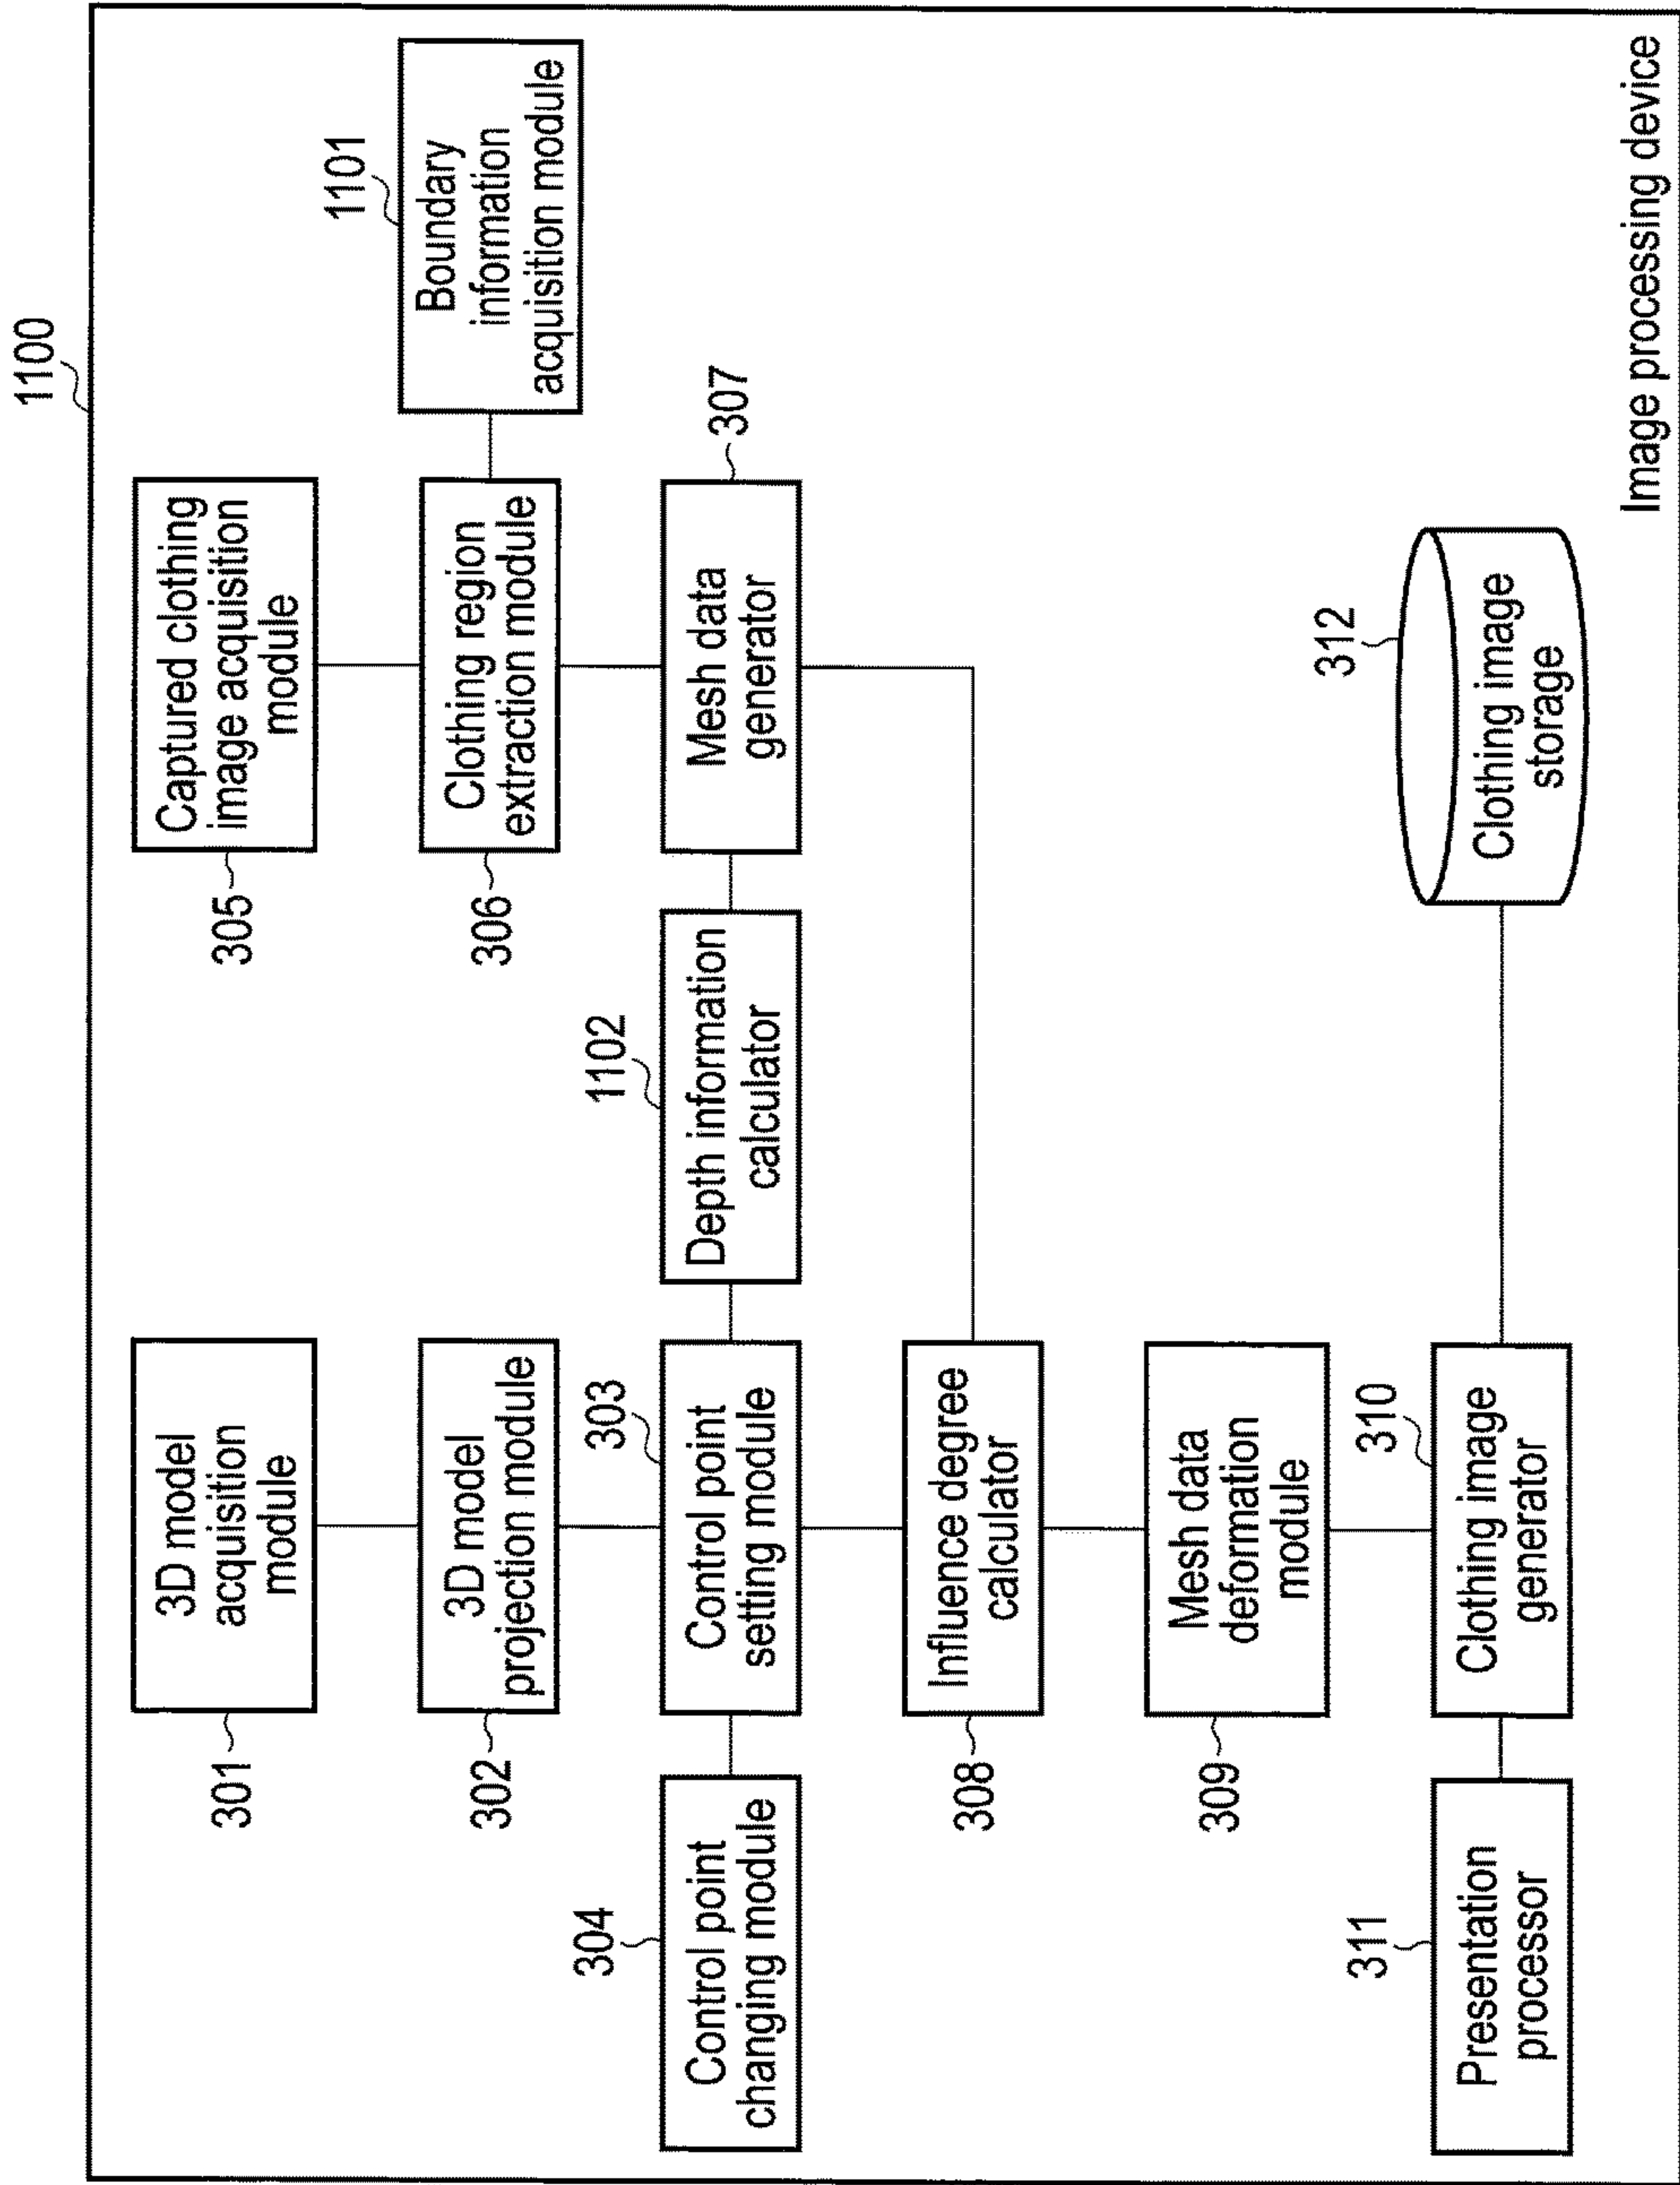 1100
301
3D model
acquisition
module
305
Captured clothing
image acquisition
module
1101
Boundary
information
acquisition module
302
3D model
projection module
306
Clothing region
extraction module
304
Control point
changing module
303
Control point
setting module
1102
Depth information
calculator
307
Mesh data
generator
308
Influence degree
calculator
309
Mesh data
deformation
module
311
Presentation
processor
310
Clothing image
generator
312
Clothing image
storage
Image processing device